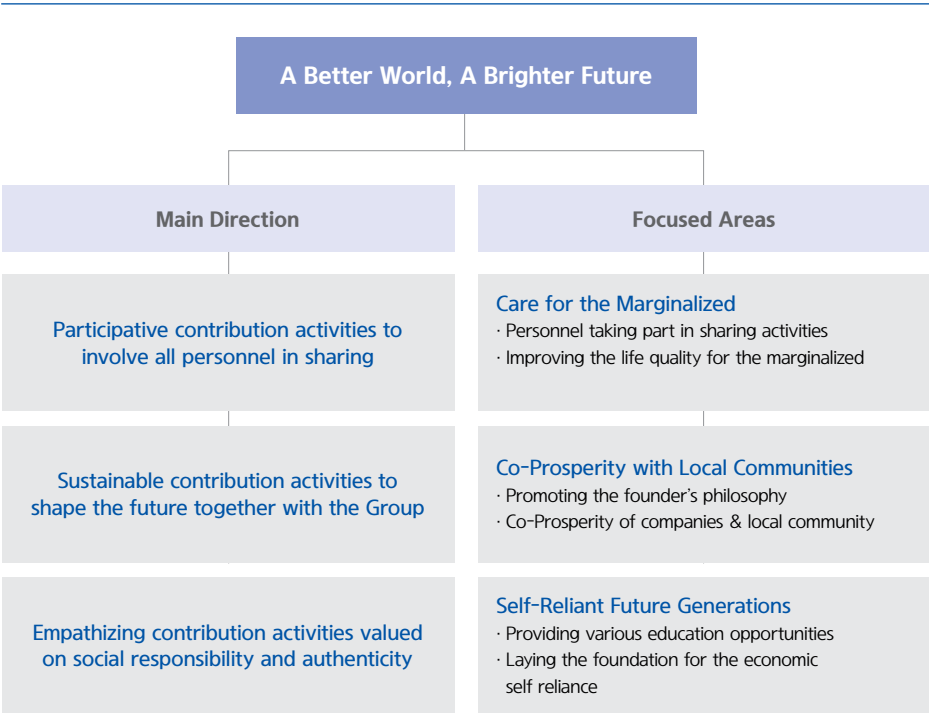 A Better World, A Brighter Future
Main Direction
Participative contribution activities to
involve all personnel in sharing
Sustainable contribution activities to
shape the future together with the Group
Empathizing contribution activities valued
on social responsibility and authenticity
Focused Areas
Care for the Marginalized
· Personnel taking part in sharing activities
· Improving the life quality for the marginalized
Co-Prosperity with Local Communities
· Promoting the founder's philosophy
· Co-Prosperity of companies & local community
Self-Reliant Future Generations
· Providing various education opportunities
· Laying the foundation for the economic
self reliance